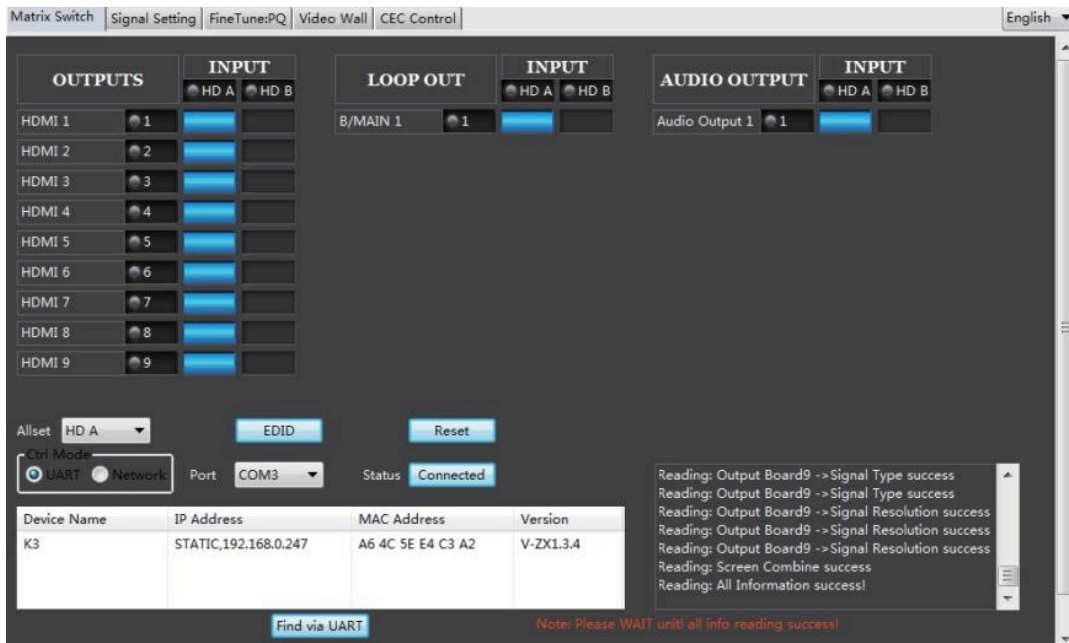 Matrix Switch Signal Setting FineTune:PQ Video Wall CEC Control English
OUTPUTS INPUT LOOP OUT INPUT AUDIO OUTPUT INPUT
HD A HD B HD A HD B HD A HD B
HDMI 1 1 B/MAIN 1 1 Audio Output 1 1
HDMI 2 2
HDMI 3 3
HDMI 4 4
HDMI 5 5
HDMI 6 6
HDMI 7 7
HDMI 8 8
HDMI 9 9
Allset HD A EDID Reset
Ctrl Mode
UART Network Port COM3 Status Connected
Device Name IP Address MAC Address Version
K3 STATIC,192.168.0.247 A6 4C 5E E4 C3 A2 V-ZX1.3.4
Reading: Output Board9 ->Signal Type success
Reading: Output Board9 ->Signal Type success
Reading: Output Board9 ->Signal Resolution success
Reading: Output Board9 ->Signal Resolution success
Reading: Output Board9 ->Signal Resolution success
Reading: Screen Combine success
Reading: All Information success!
Find via UART Note: Please WAIT unitl all info reading success!